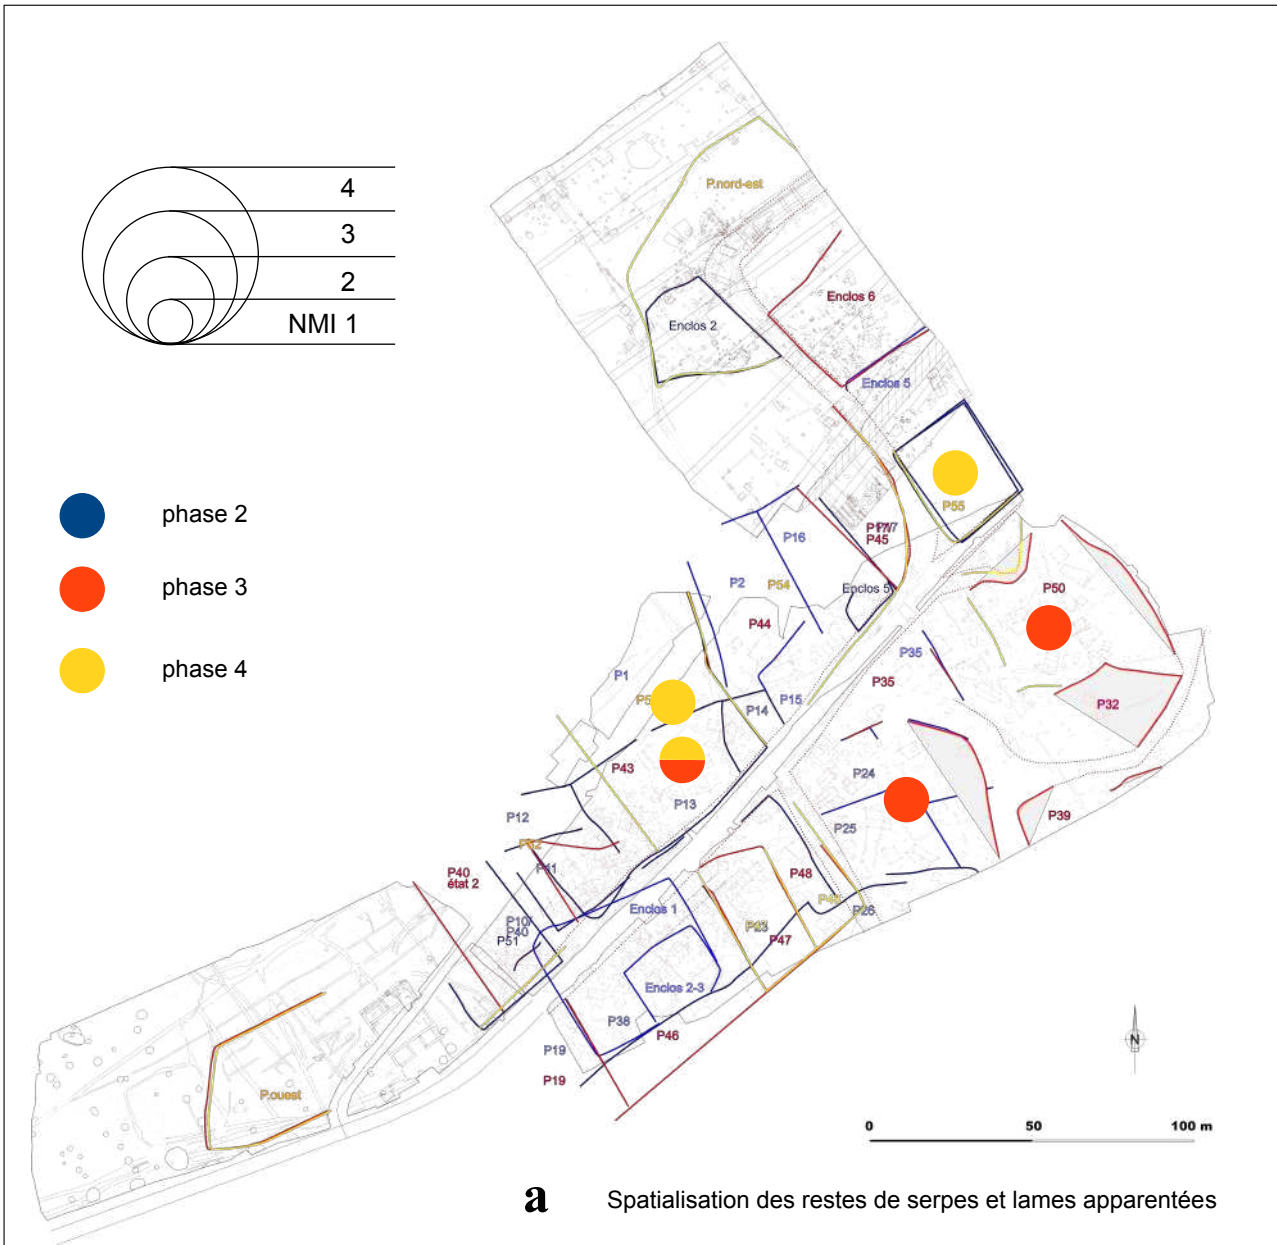 4
3
2
NMI 1
phase 2
phase 3
phase 4
P.nord-est
Enclos 6
Enclos 2
Enclos 5
P55
P16
P45
P2
P54
Enclos 5
P44
P50
P35
P35
P1
P15
P14
P32
P43
P13
P24
P12
P25
P39
P41
P40
état 2
P48
P26
Enclos 1
P10/
P40
P51
P23
P47
Enclos 2-3
P38
P46
P19
P19
P.ouest
N
0 50 100 m
a Spatialisation des restes de serpes et lames apparentées